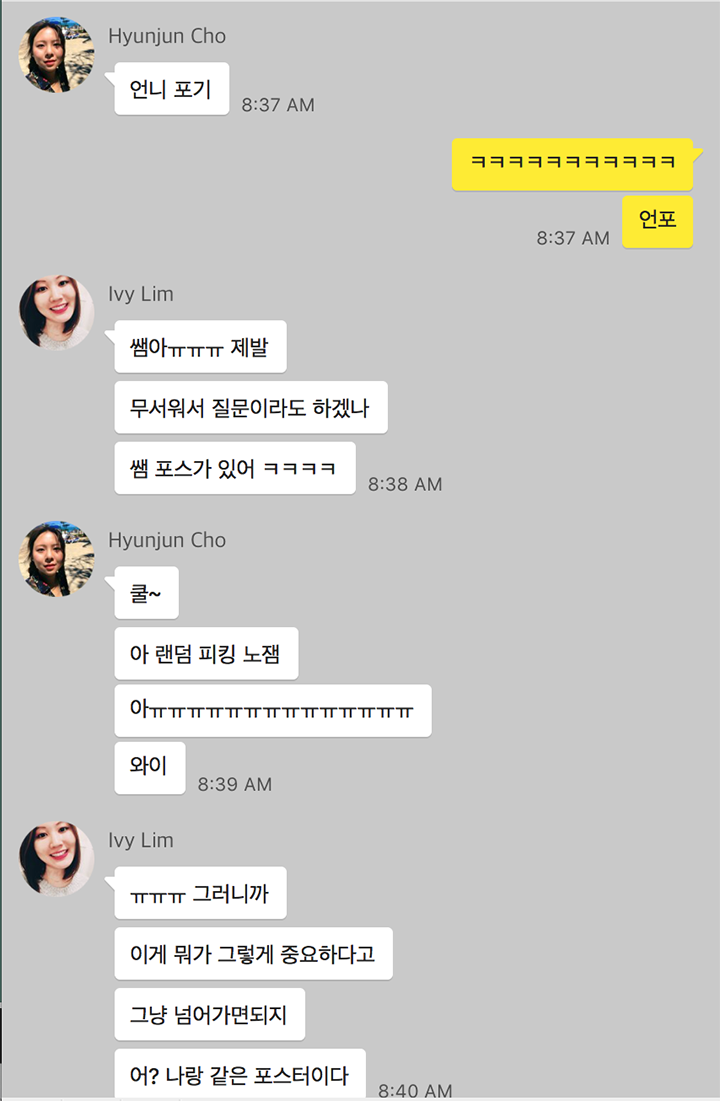 Hyunjun Cho
언니 포기
8:37 AM
ㅋㅋㅋㅋㅋㅋㅋㅋㅋㅋㅋ
언포
8:37 AM
Ivy Lim
쌤아ㅠㅠㅠ 제발
무서워서 질문이라도 하겠나
쌤 포스가 있어 ㅋㅋㅋㅋ
8:38 AM
Hyunjun Cho
쿨~
아 랜덤 피킹 노잼
아ㅠㅠㅠㅠㅠㅠㅠㅠㅠㅠㅠㅠㅠㅠ
와이
8:39 AM
Ivy Lim
ㅠㅠㅠ 그러니까
이게 뭐가 그렇게 중요하다고
그냥 넘어가면되지
어? 나랑 같은 포스터이다
8:40 AM